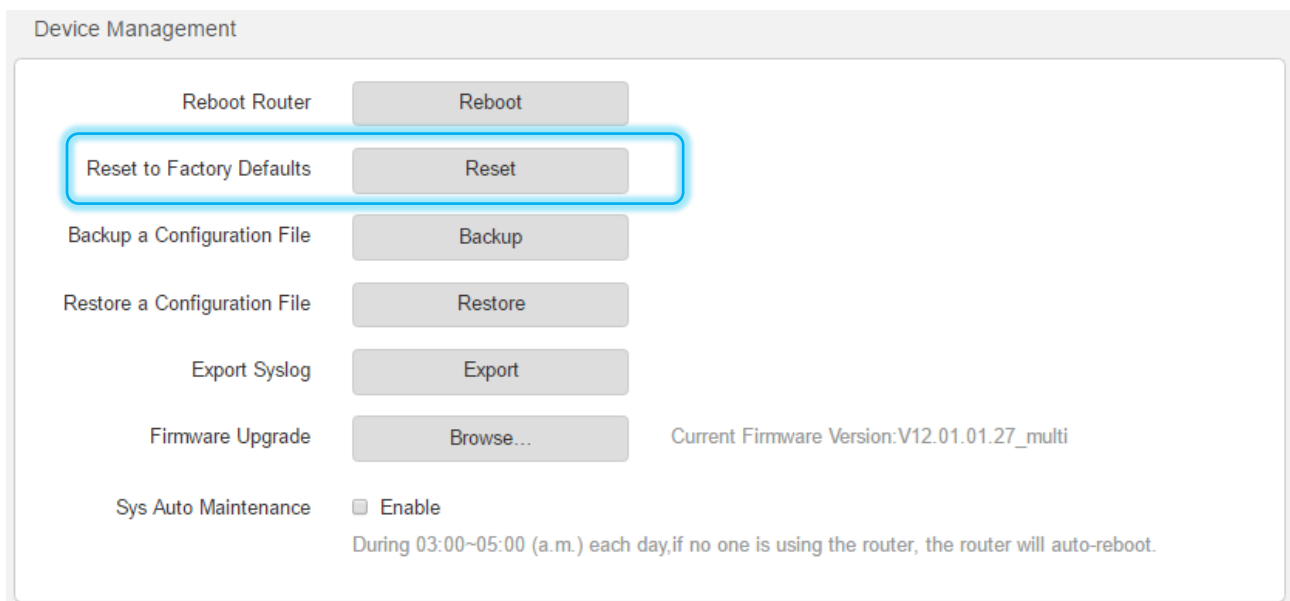 Device Management
Reboot Router Reboot
Reset to Factory Defaults Reset
Backup a Configuration File Backup
Restore a Configuration File Restore
Export Syslog Export
Firmware Upgrade Browse... Current Firmware Version:V12.01.01.27_multi
Sys Auto Maintenance Enable
During 03:00~05:00 (a.m.) each day,if no one is using the router, the router will auto-reboot.